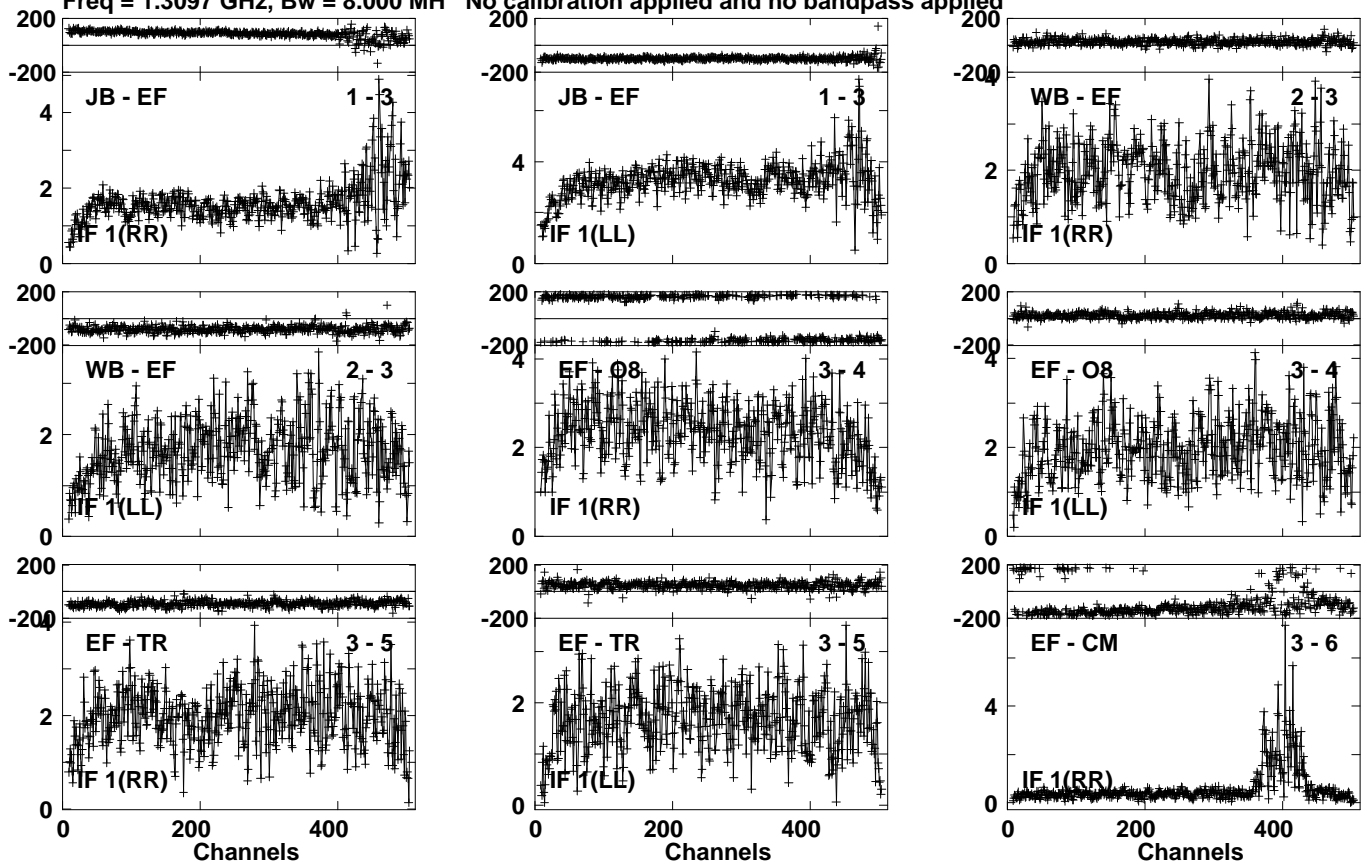 Freq = 1.3097 GHz, Bw = 8.000 MH No calibration applied and no bandpass applied
200
-200
4
2
0
JB - EF 1 - 3
IF 1(RR)
4
JB - EF 1 - 3
IF 1(LL)
200
-200
4
2
0
WB - EF 2 - 3
IF 1(RR)
200
-200
2
0
WB - EF 2 - 3
IF 1(LL)
200
-200
4
2
0
EF - O8 3 - 4
IF 1(RR)
200
-200
4
2
0
EF - O8 3 - 4
IF 1(LL)
200
-200
4
2
0
EF - TR 3 - 5
IF 1(RR)
0 200 400
Channels
200
-200
2
0
EF - TR 3 - 5
IF 1(LL)
0 200 400
Channels
200
-200
4
0
EF - CM 3 - 6
IF 1(RR)
0 200 400
Channels